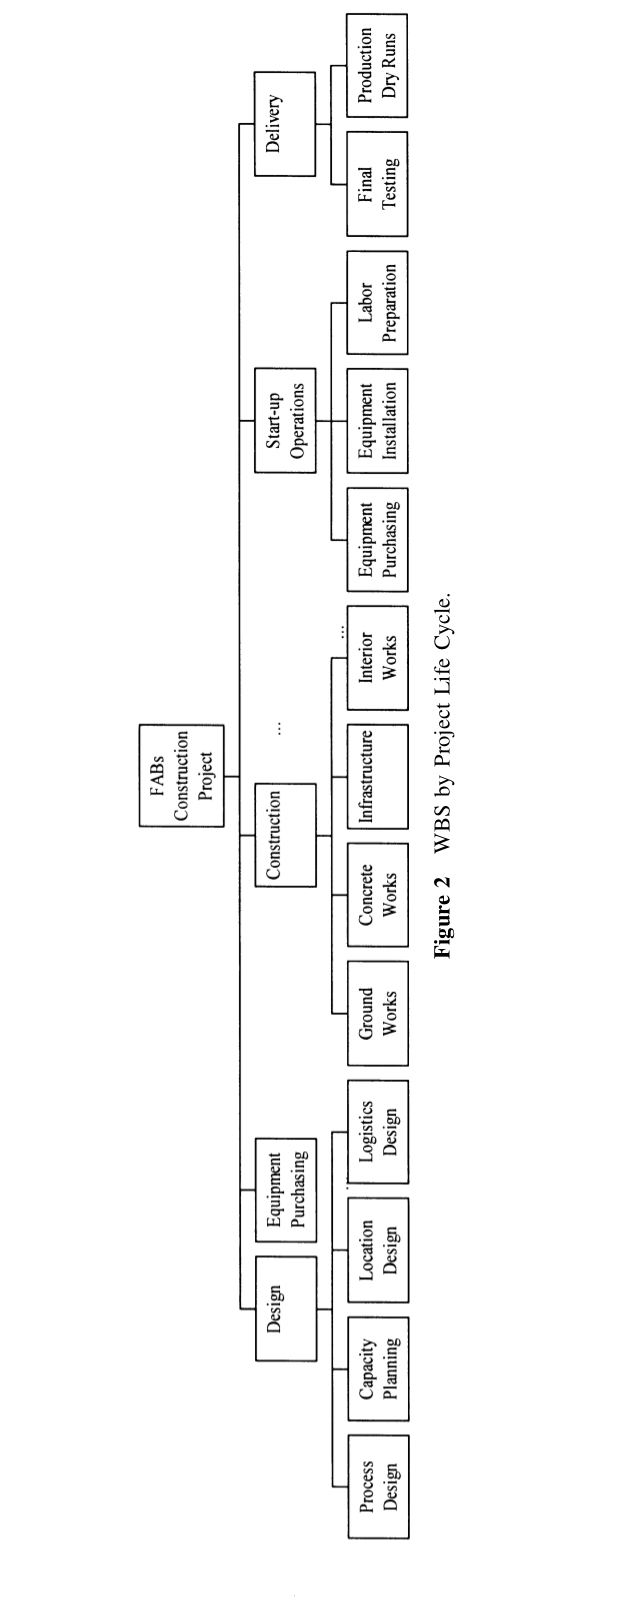 FABs
Construction
Project
Design
Equipment
Purchasing
Construction
...
Start-up
Operations
Delivery
Process
Design
Capacity
Planning
Location
Design
Logistics
Design
Ground
Works
Concrete
Works
Infrastructure
Interior
Works
...
Equipment
Purchasing
Equipment
Installation
Labor
Preparation
Final
Testing
Production
Dry Runs
Figure 2 WBS by Project Life Cycle.